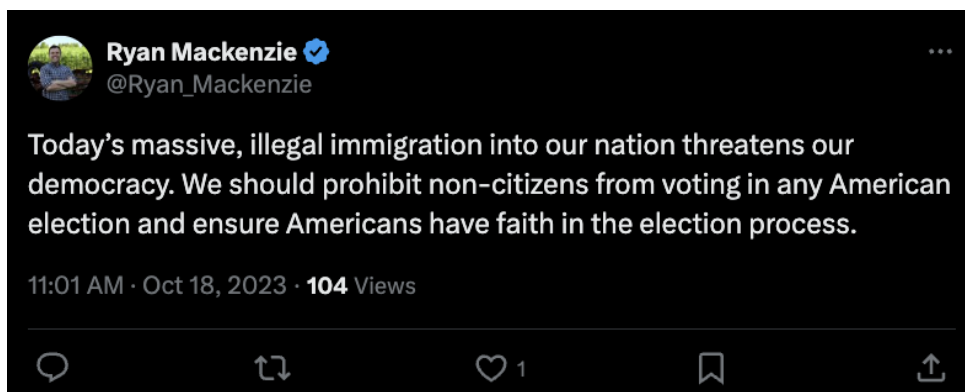 Ryan Mackenzie
@Ryan_Mackenzie
Today’s massive, illegal immigration into our nation threatens our
democracy. We should prohibit non-citizens from voting in any American
election and ensure Americans have faith in the election process.
11:01 AM · Oct 18, 2023 · 104 Views
1